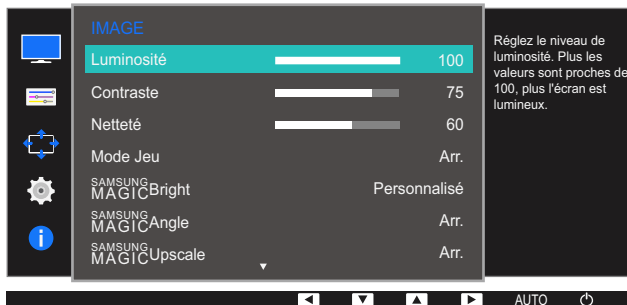 IMAGE
Luminosité 100
Contraste 75
Netteté 60
Mode Jeu Arr.
SAMSUNG MAGIC Bright Personnalisé
SAMSUNG MAGIC Angle Arr.
SAMSUNG MAGIC Upscale Arr.
Réglez le niveau de
luminosité. Plus les
valeurs sont proches de
100, plus l'écran est
lumineux.
AUTO